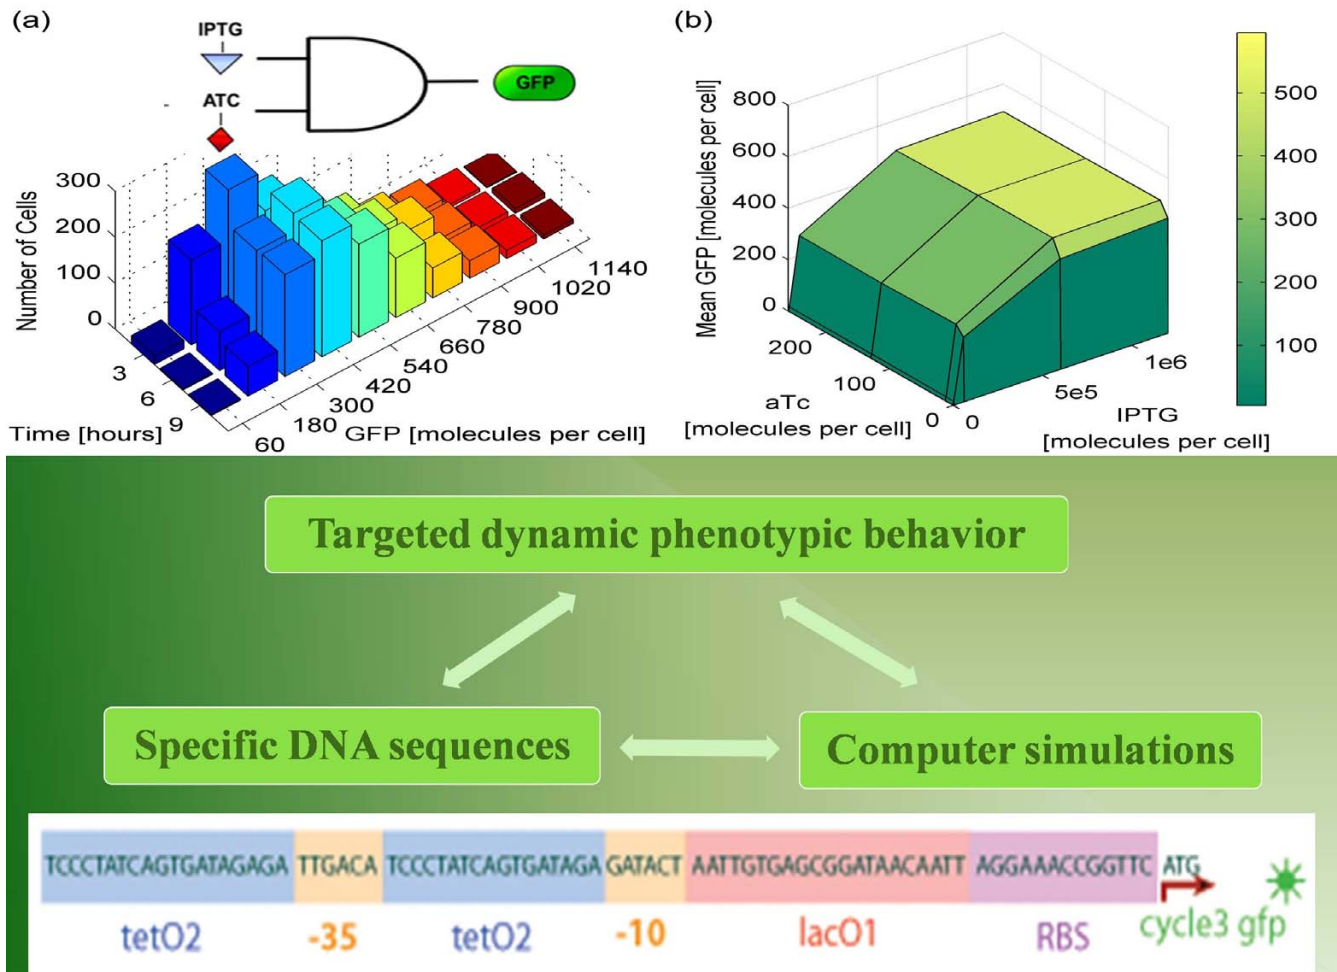 (a)
IPTG
ATC
GFP
Number of Cells
300
200
100
0
3
6
9
Time [hours]
60
180
300
420
540
660
780
900
1020
1140
GFP [molecules per cell]
(b)
Mean GFP [molecules per cell]
800
600
400
200
0
200
100
0
aTc
[molecules per cell]
0
5e5
1e6
IPTG
[molecules per cell]
500
400
300
200
100
Targeted dynamic phenotypic behavior
Specific DNA sequences
Computer simulations
TCCCTATCAGTGATAGAGA TTGACA TCCCTATCAGTGATAGA GATACT AATTGTGAGCGGATAACAATT AGGAAACCGGTTC ATG
tetO2 -35 tetO2 -10 lacO1 RBS cycle3 gfp